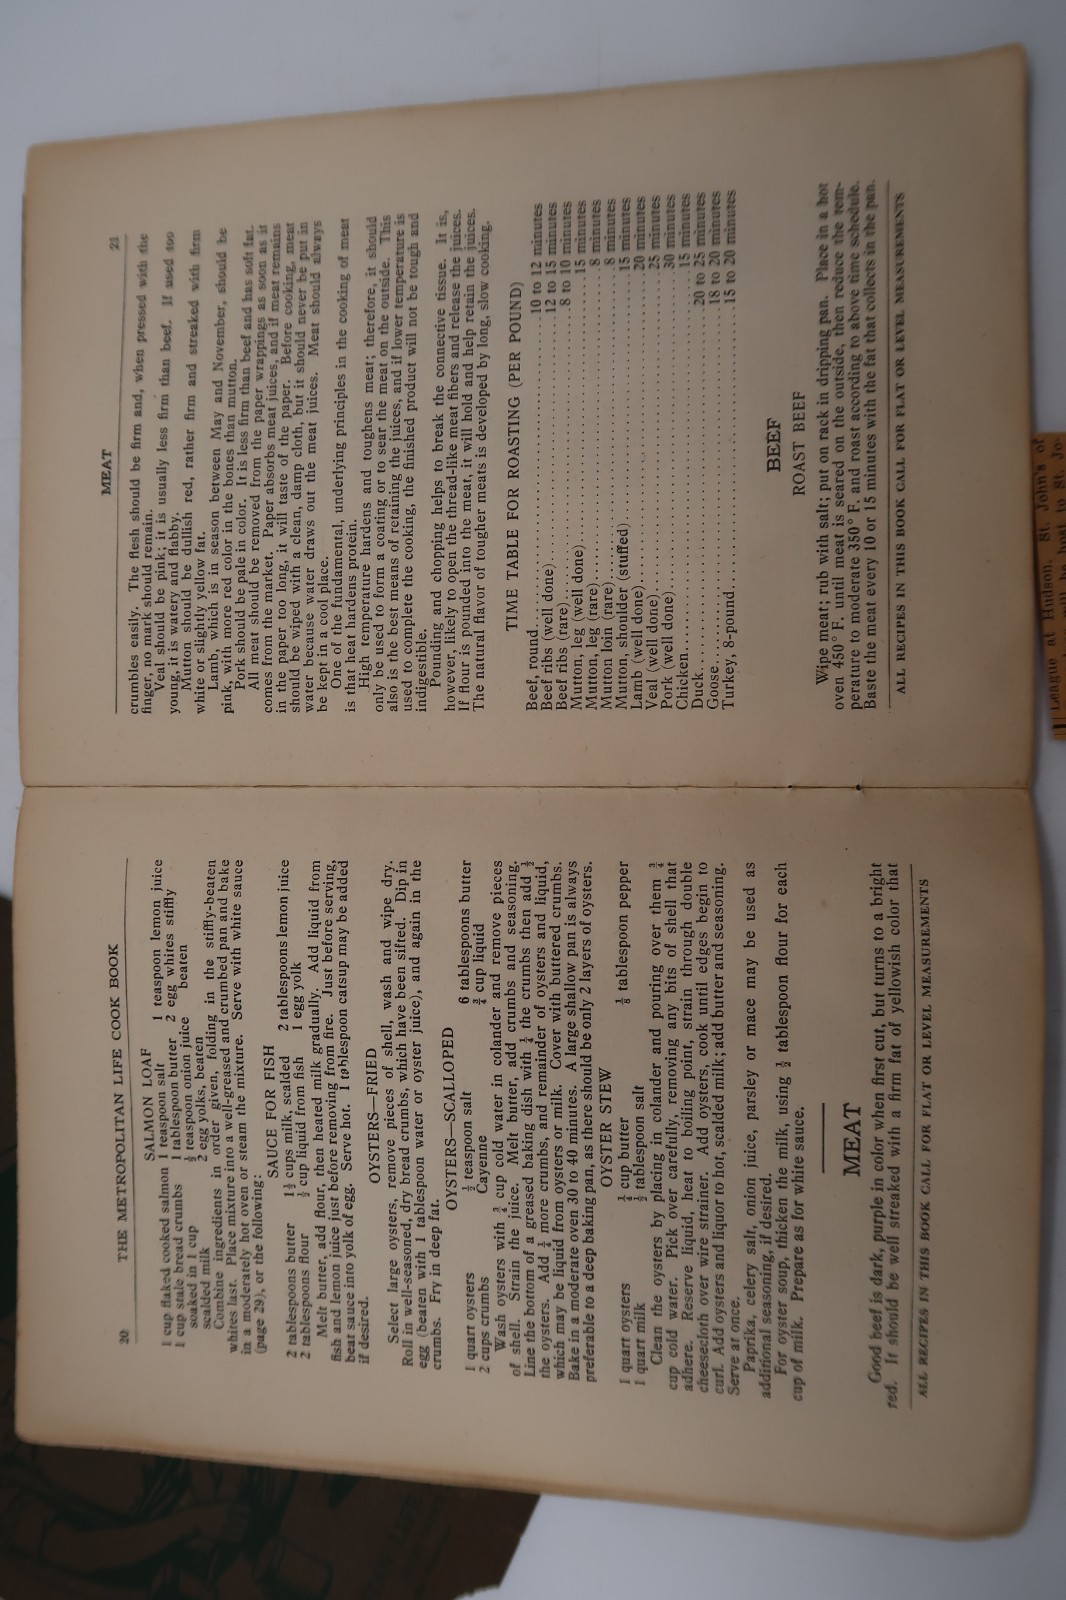 20 THE METROPOLITAN LIFE COOK BOOK
SALMON LOAF
1 cup flaked cooked salmon 1 teaspoon salt 1 teaspoon lemon juice
1 cup stale bread crumbs 1 tablespoon butter 2 egg whites stiffly
soaked in 1 cup ½ teaspoon onion juice beaten
scalded milk 2 egg yolks, beaten
Combine ingredients in order given, folding in the stiffly-beaten
whites last. Place mixture into a well-greased and crumbed pan and bake
in a moderately hot oven or steam the mixture. Serve with white sauce
(page 29), or the following:
SAUCE FOR FISH
2 tablespoons butter 1½ cups milk, scalded 2 tablespoons lemon juice
2 tablespoons flour ½ cup liquid from fish 1 egg yolk
Melt butter, add flour, then heated milk gradually. Add liquid from
fish and lemon juice just before removing from fire. Just before serving,
beat sauce into yolk of egg. Serve hot. 1 tablespoon catsup may be added
if desired.
OYSTERS—FRIED
Select large oysters, remove pieces of shell, wash and wipe dry.
Roll in well-seasoned, dry bread crumbs, which have been sifted. Dip in
egg (beaten with 1 tablespoon water or oyster juice), and again in the
crumbs. Fry in deep fat.
OYSTERS—SCALLOPED
1 quart oysters ½ teaspoon salt 6 tablespoons butter
2 cups crumbs Cayenne ¾ cup liquid
Wash oysters with ¾ cup cold water in colander and remove pieces
of shell. Strain the juice. Melt butter, add crumbs and seasoning.
Line the bottom of a greased baking dish with ¼ the crumbs then add ½
the oysters. Add ¼ more crumbs, and remainder of oysters and liquid,
which may be liquid from oysters or milk. Cover with buttered crumbs.
Bake in a moderate oven 30 to 40 minutes. A large shallow pan is always
preferable to a deep baking pan, as there should be only 2 layers of oysters.
OYSTER STEW
1 quart oysters ¼ cup butter ⅛ tablespoon pepper
1 quart milk ½ tablespoon salt
Clean the oysters by placing in colander and pouring over them ¾
cup cold water. Pick over carefully, removing any bits of shell that
adhere. Reserve liquid, heat to boiling point, strain through double
cheesecloth over wire strainer. Add oysters, cook until edges begin to
curl. Add oysters and liquor to hot, scalded milk; add butter and seasoning.
Serve at once.
Paprika, celery salt, onion juice, parsley or mace may be used as
additional seasoning, if desired.
For oyster soup, thicken the milk, using ½ tablespoon flour for each
cup of milk. Prepare as for white sauce.
MEAT
Good beef is dark, purple in color when first cut, but turns to a bright
red. It should be well streaked with a firm fat of yellowish color that
ALL RECIPES IN THIS BOOK CALL FOR FLAT OR LEVEL MEASUREMENTS
MEAT 21
crumbles easily. The flesh should be firm and, when pressed with the
finger, no mark should remain.
Veal should be pink; it is usually less firm than beef. If used too
young, it is watery and flabby.
Mutton should be dullish red, rather firm and streaked with firm
white or slightly yellow fat.
Lamb, which is in season between May and November, should be
pink, with more red color in the bones than mutton.
Pork should be pale in color. It is less firm than beef and has soft fat.
All meat should be removed from the paper wrappings as soon as it
comes from the market. Paper absorbs meat juices, and if meat remains
in the paper too long, it will taste of the paper. Before cooking, meat
should be wiped with a clean, damp cloth, but it should never be put in
water because water draws out the meat juices. Meat should always
be kept in a cool place.
One of the fundamental, underlying principles in the cooking of meat
is that heat hardens protein.
High temperature hardens and toughens meat; therefore, it should
only be used to form a coating or to sear the meat on the outside. This
also is the best means of retaining the juices, and if lower temperature is
used to complete the cooking, the finished product will not be tough and
indigestible.
Pounding and chopping helps to break the connective tissue. It is,
however, likely to open the thread-like meat fibers and release the juices.
If flour is pounded into the meat, it will hold and help retain the juices.
The natural flavor of tougher meats is developed by long, slow cooking.
TIME TABLE FOR ROASTING (PER POUND)
Beef, round 10 to 12 minutes
Beef ribs (well done) 12 to 15 minutes
Beef ribs (rare) 8 to 10 minutes
Mutton, leg (well done) 15 minutes
Mutton, leg (rare) 8 minutes
Mutton loin (rare) 8 minutes
Mutton, shoulder (stuffed) 15 minutes
Lamb (well done) 20 minutes
Veal (well done) 25 minutes
Pork (well done) 30 minutes
Chicken 15 minutes
Duck 20 to 25 minutes
Goose 18 to 20 minutes
Turkey, 8-pound 15 to 20 minutes
BEEF
ROAST BEEF
Wipe meat; rub with salt; put on rack in dripping pan. Place in a hot
oven 450° F. until meat is seared on the outside, then reduce the tem-
perature to moderate 350° F. and roast according to above time schedule.
Baste the meat every 10 or 15 minutes with the fat that collects in the pan.
ALL RECIPES IN THIS BOOK CALL FOR FLAT OR LEVEL MEASUREMENTS
League at Hudson. St. John's of
will be host to St. Jo-